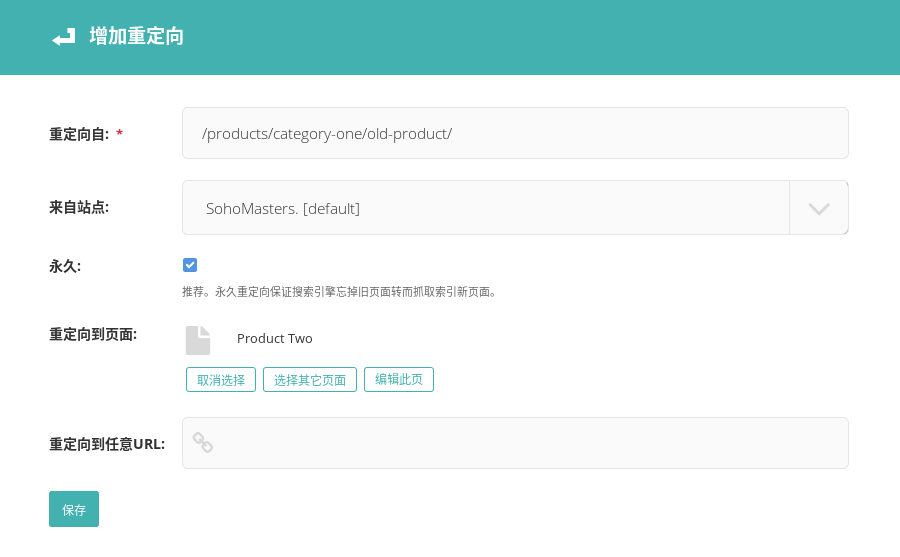 增加重定向
重定向自: *
/products/category-one/old-product/
来自站点:
SohoMasters. [default]
永久:
推荐。永久重定向保证搜索引擎忘掉旧页面转而抓取索引新页面。
重定向到页面:
Product Two
取消选择 选择其它页面 编辑此页
重定向到任意URL:
保存